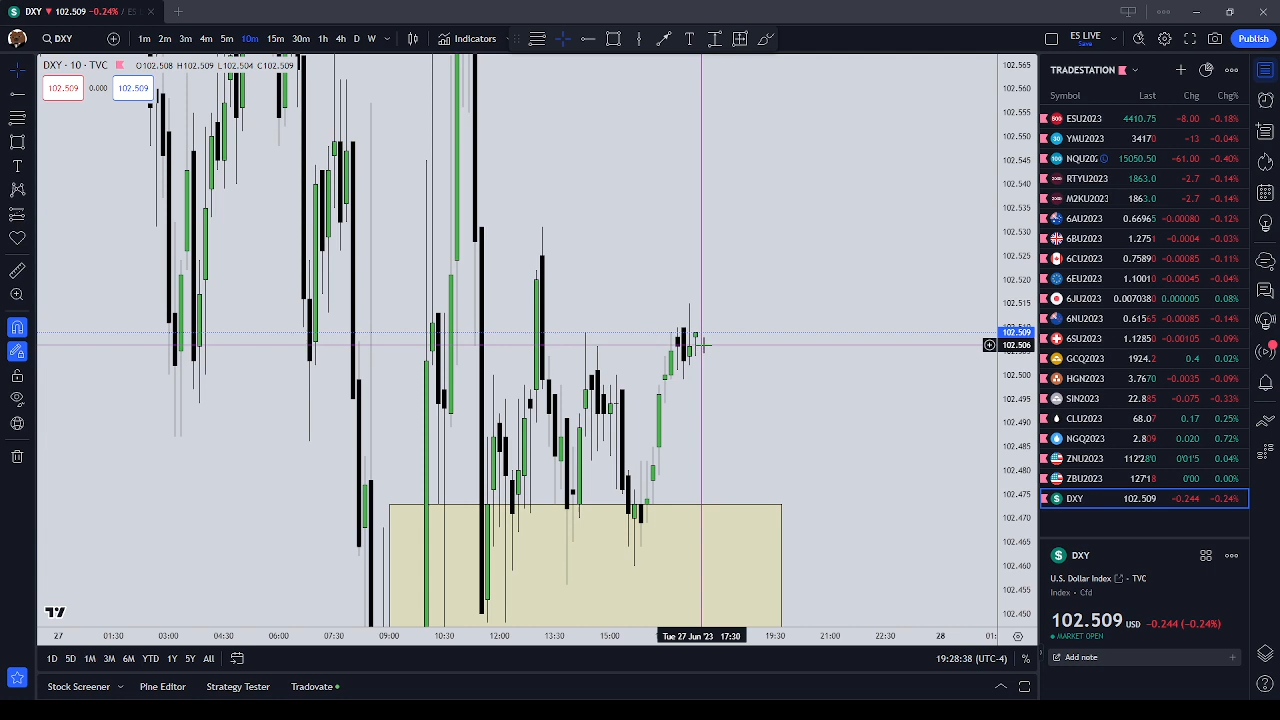 DXY ▼ 102.509 −0.24% / ES
DXY 1m 2m 3m 4m 5m 10m 15m 30m 1h 4h D W Indicators ES LIVE Save Publish
DXY · 10 · TVC O102.508 H102.509 L102.504 C102.509
102.509 0.000 102.509
102.565
102.560
102.555
102.550
102.545
102.540
102.535
102.530
102.525
102.520
102.515
102.509
102.506
102.500
102.495
102.490
102.485
102.480
102.475
102.470
102.465
102.460
102.455
102.450
27 01:30 03:00 04:30 06:00 07:30 09:00 10:30 12:00 13:30 15:00 Tue 27 Jun '23 17:30 19:30 21:00 22:30 28 01:
1D 5D 1M 3M 6M YTD 1Y 5Y All 19:28:38 (UTC-4) %
Stock Screener Pine Editor Strategy Tester Tradovate
TRADESTATION
Symbol Last Chg Chg%
ESU2023 4410.75 −8.00 −0.18%
YMU2023 34170 −13 −0.04%
NQU202 15050.50 −61.00 −0.40%
RTYU2023 1863.0 −2.7 −0.14%
M2KU2023 1863.0 −2.7 −0.14%
6AU2023 0.66965 −0.00080 −0.12%
6BU2023 1.2751 −0.0004 −0.03%
6CU2023 0.75890 −0.00085 −0.11%
6EU2023 1.10010 −0.00045 −0.04%
6JU2023 0.0070380 0.000005 0.08%
6NU2023 0.61565 −0.00085 −0.14%
6SU2023 1.12850 −0.00105 −0.09%
GCQ2023 1924.2 0.4 0.02%
HGN2023 3.7670 −0.0035 −0.09%
SIN2023 22.885 −0.075 −0.33%
CLU2023 68.07 0.17 0.25%
NGQ2023 2.809 0.020 0.72%
ZNU2023 112'28'0 0'01'5 0.04%
ZBU2023 127'18 0'00 0.00%
DXY 102.509 −0.244 −0.24%
DXY
U.S. Dollar Index · TVC
Index · Cfd
102.509 USD −0.244 (−0.24%)
MARKET OPEN
Add note